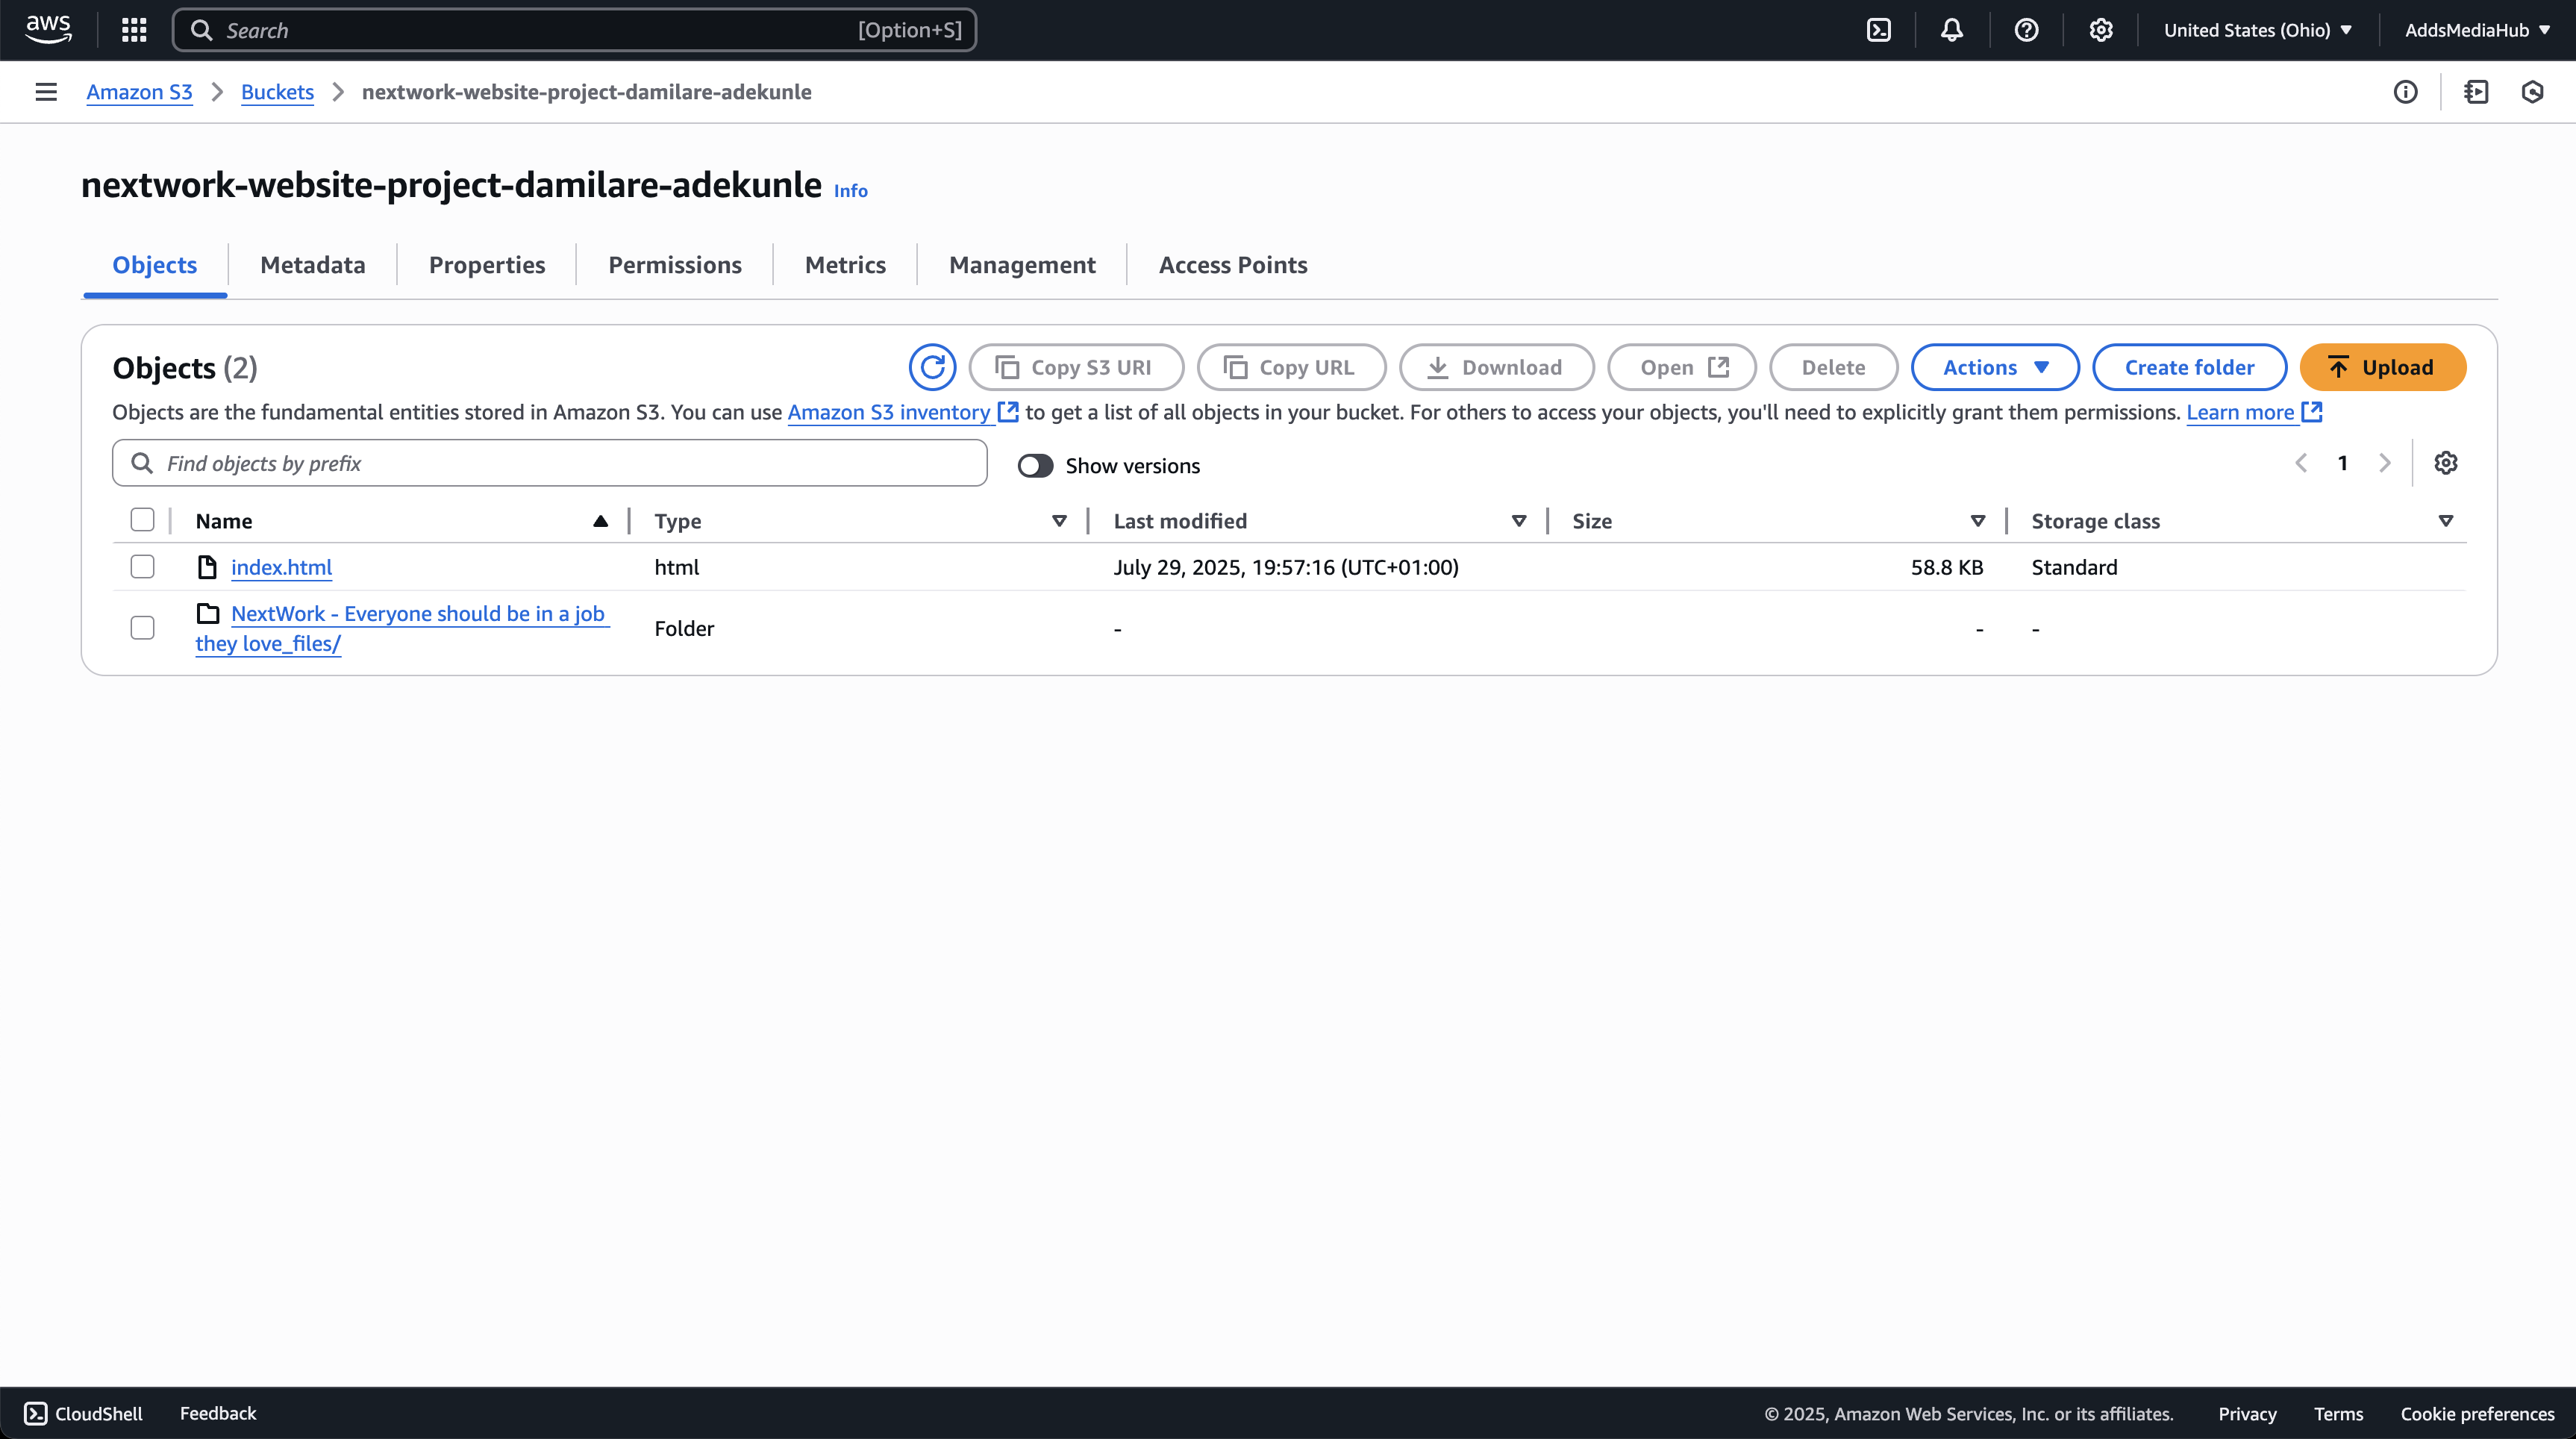 aws
Search [Option+S]
United States (Ohio)
AddsMediaHub
Amazon S3
Buckets
nextwork-website-project-damilare-adekunle
nextwork-website-project-damilare-adekunle Info
Objects
Metadata
Properties
Permissions
Metrics
Management
Access Points
Objects (2)
Copy S3 URI
Copy URL
Download
Open
Delete
Actions
Create folder
Upload
Objects are the fundamental entities stored in Amazon S3. You can use Amazon S3 inventory to get a list of all objects in your bucket. For others to access your objects, you'll need to explicitly grant them permissions. Learn more
Find objects by prefix
Show versions
1
Name Type Last modified Size Storage class
index.html html July 29, 2025, 19:57:16 (UTC+01:00) 58.8 KB Standard
NextWork - Everyone should be in a job
they love_files/
Folder - - -
CloudShell
Feedback
© 2025, Amazon Web Services, Inc. or its affiliates.
Privacy
Terms
Cookie preferences